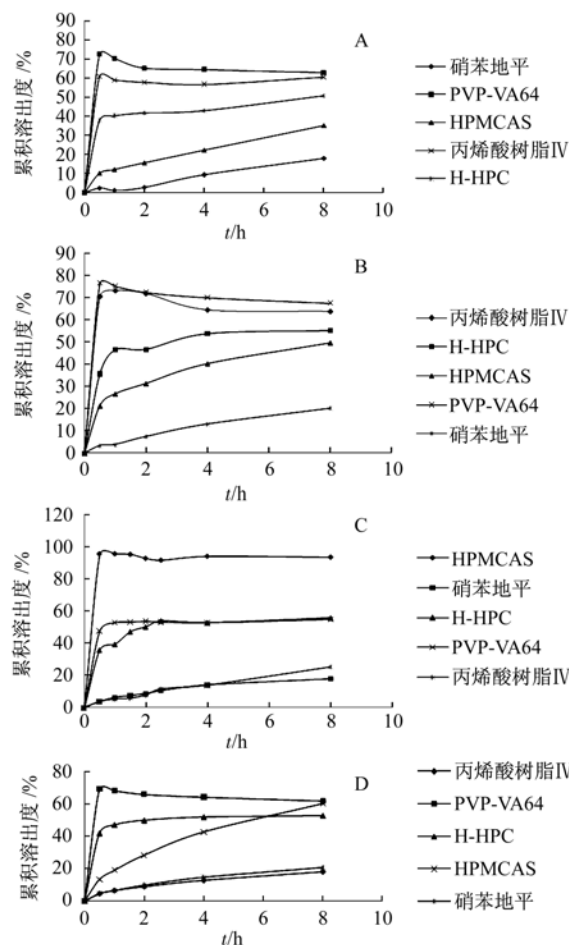 累积溶出度 /%
90
80
70
60
50
40
30
20
10
0
A
0 2 4 6 8 10
t/h
硝苯地平
PVP-VA64
HPMCAS
丙烯酸树脂Ⅳ
H-HPC
累积溶出度 /%
90
80
70
60
50
40
30
20
10
0
B
0 2 4 6 8 10
t/h
丙烯酸树脂Ⅳ
H-HPC
HPMCAS
PVP-VA64
硝苯地平
累积溶出度 /%
120
100
80
60
40
20
0
C
0 2 4 6 8 10
t/h
HPMCAS
硝苯地平
H-HPC
PVP-VA64
丙烯酸树脂Ⅳ
累积溶出度 /%
80
60
40
20
0
D
0 2 4 6 8 10
t/h
丙烯酸树脂Ⅳ
PVP-VA64
H-HPC
HPMCAS
硝苯地平